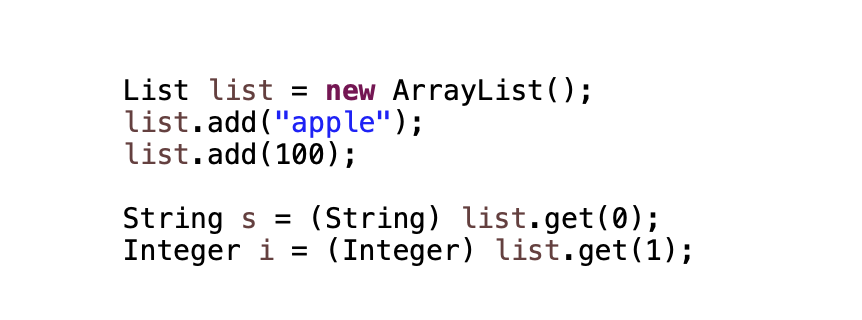 List list = new ArrayList();
list.add("apple");
list.add(100);
String s = (String) list.get(0);
Integer i = (Integer) list.get(1);